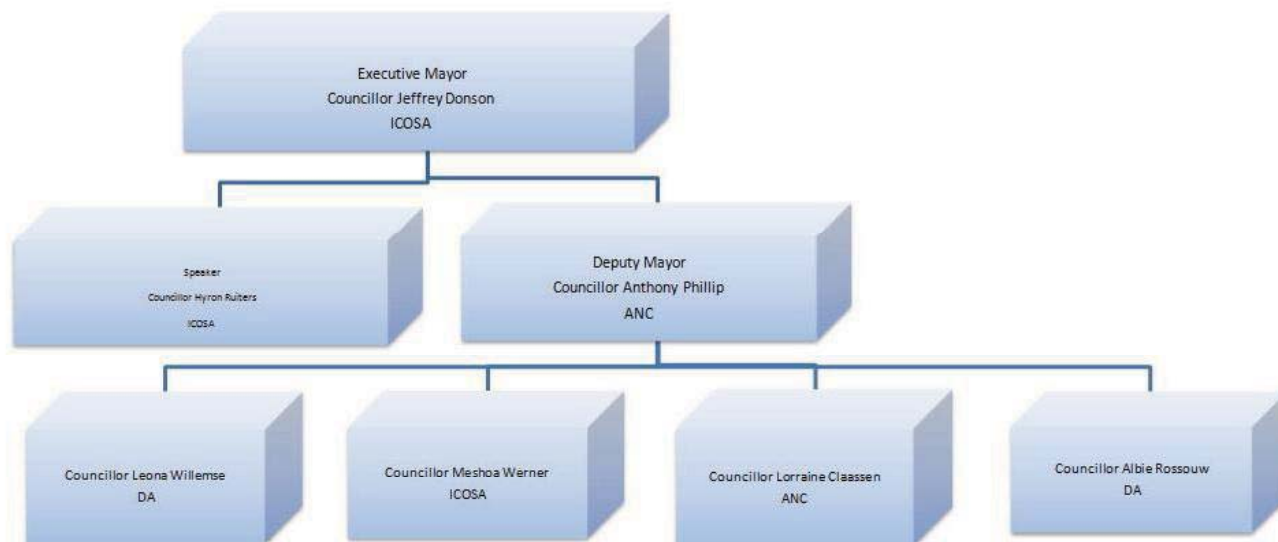 Executive Mayor
Councillor Jeffrey Donson
ICOSA
Speaker
Councillor Hyron Ruiters
ICOSA
Deputy Mayor
Councillor Anthony Phillip
ANC
Councillor Leona Willemse
DA
Councillor Meshoa Werner
ICOSA
Councillor Lorraine Claassen
ANC
Councillor Albie Rossouw
DA